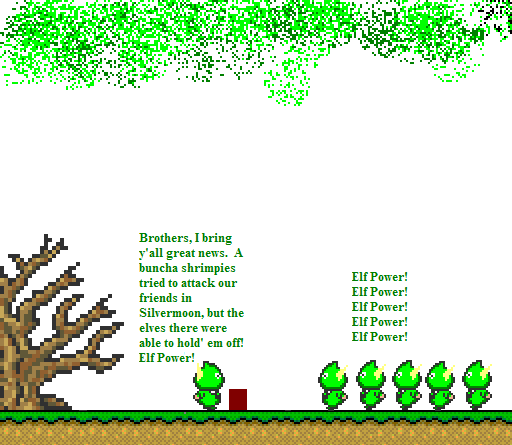 Brothers, I bring
y'all great news.  A
buncha shrimpies
tried to attack our
friends in
Silvermoon, but the
elves there were
able to hold' em off!
Elf Power!
Elf Power!
Elf Power!
Elf Power!
Elf Power!
Elf Power!